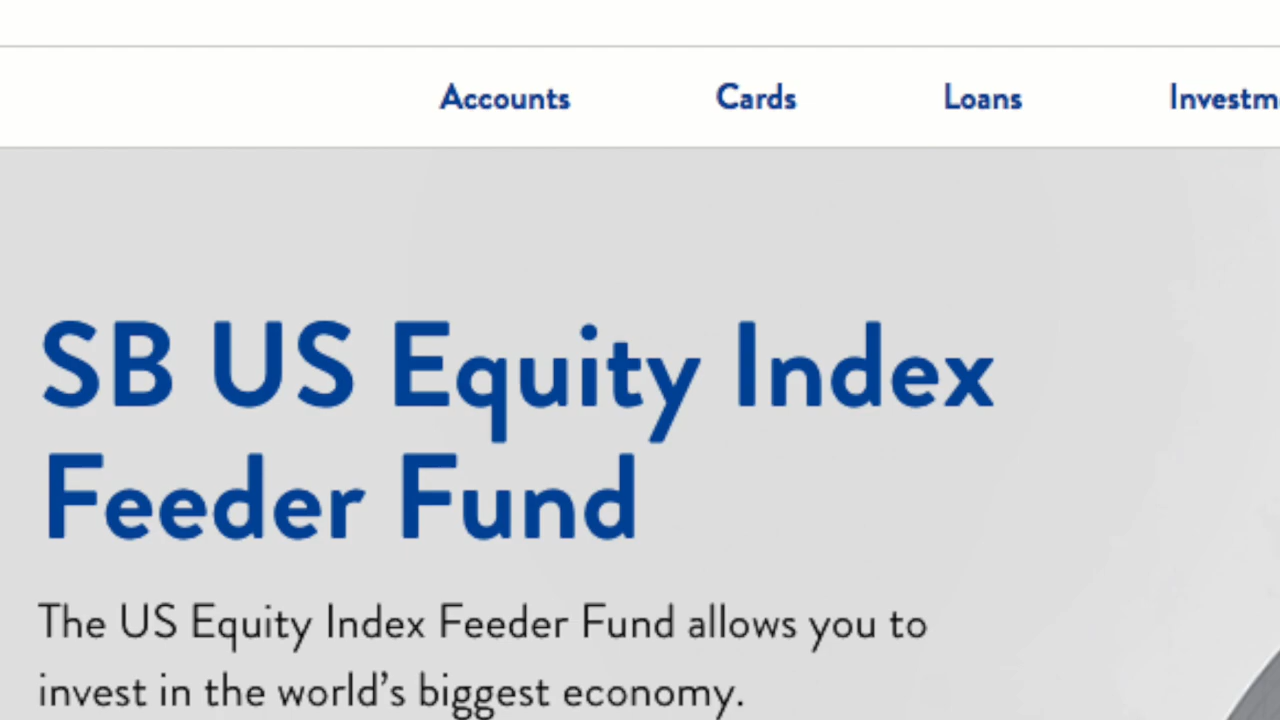 Accounts Cards Loans
SB US Equity Index
Feeder Fund
The US Equity Index Feeder Fund allows you to
invest in the world’s biggest economy.